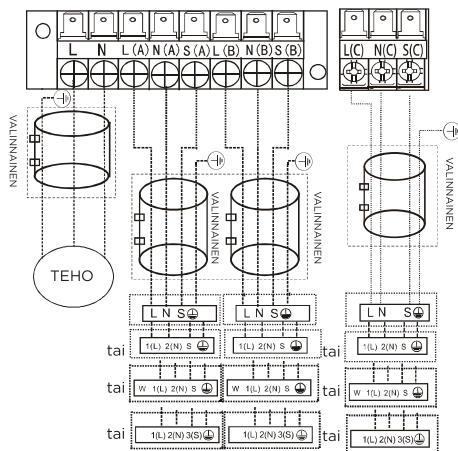 L N L(A) N(A) S(A) L(B) N(B) S(B)
L(C) N(C) S(C)
VALINNAINEN
VALINNAINEN
VALINNAINEN
VALINNAINEN
TEHO
L N S
L N S
L N S
tai 1(L) 2(N) S
1(L) 2(N) S
tai 1(L) 2(N) S
tai W 1(L) 2(N) S
W 1(L) 2(N) S
tai W 1(L) 2(N) S
tai 1(L) 2(N) 3(S)
1(L) 2(N) 3(S)
tai 1(L) 2(N) 3(S)